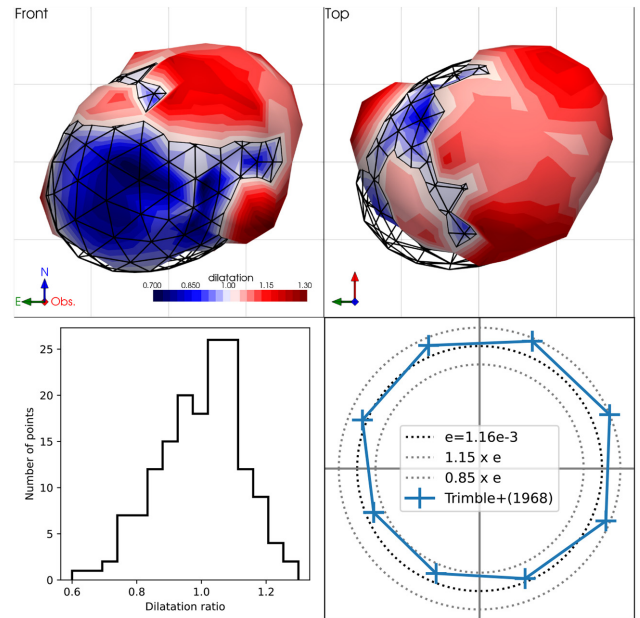 Front
Top
dilatation
0.700 0.850 1.00 1.15 1.30
N
E
Obs.
25
20
15
10
5
0
Number of points
0.6 0.8 1.0 1.2
Dilatation ratio
e=1.16e-3
1.15 x e
0.85 x e
Trimble+(1968)